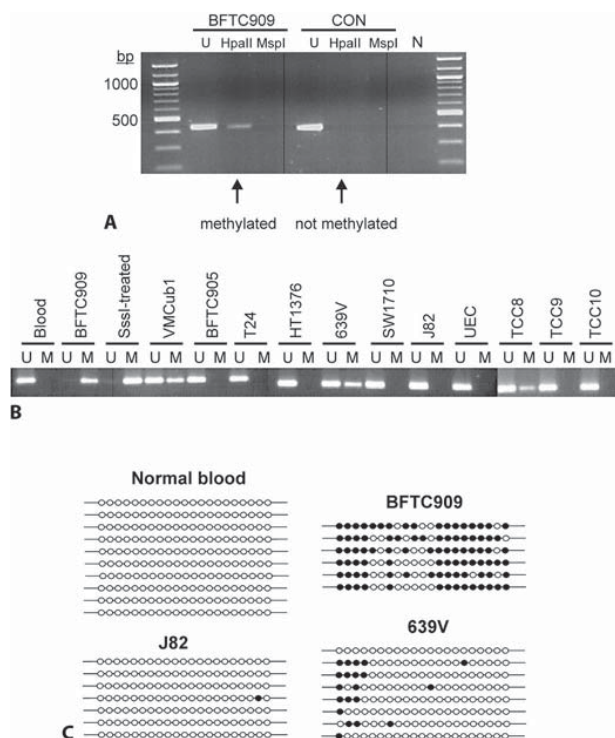 BFTC909 CON
U HpaII MspI U HpaII MspI N
bp
1000
500
A
methylated not methylated
Blood BFTC909 SssI-treated VMCub1 BFTC905 T24 HT1376 639V SW1710 J82 UEC TCC8 TCC9 TCC10
U M U M U M U M U M U M U M U M U M U M U M U M U M U M
B
Normal blood
BFTC909
J82
639V
C